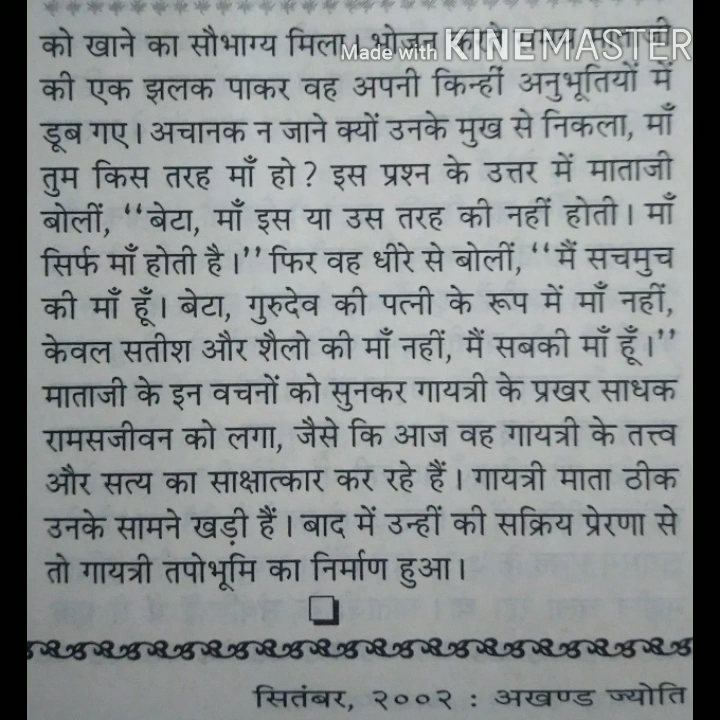 को खाने का सौभाग्य मिला। भोजन
Made with KINEMASTER
की एक झलक पाकर वह अपनी किन्हीं अनुभूतियों में
डूब गए। अचानक न जाने क्यों उनके मुख से निकला, माँ
तुम किस तरह माँ हो? इस प्रश्न के उत्तर में माताजी
बोलीं, ‘‘बेटा, माँ इस या उस तरह की नहीं होती। माँ
सिर्फ माँ होती है।’’ फिर वह धीरे से बोलीं, ‘‘मैं सचमुच
की माँ हूँ। बेटा, गुरुदेव की पत्नी के रूप में माँ नहीं,
केवल सतीश और शैलो की माँ नहीं, मैं सबकी माँ हूँ।’’
माताजी के इन वचनों को सुनकर गायत्री के प्रखर साधक
रामसजीवन को लगा, जैसे कि आज वह गायत्री के तत्त्व
और सत्य का साक्षात्कार कर रहे हैं। गायत्री माता ठीक
उनके सामने खड़ी हैं। बाद में उन्हीं की सक्रिय प्रेरणा से
तो गायत्री तपोभूमि का निर्माण हुआ।
सितंबर, २००२ : अखण्ड ज्योति